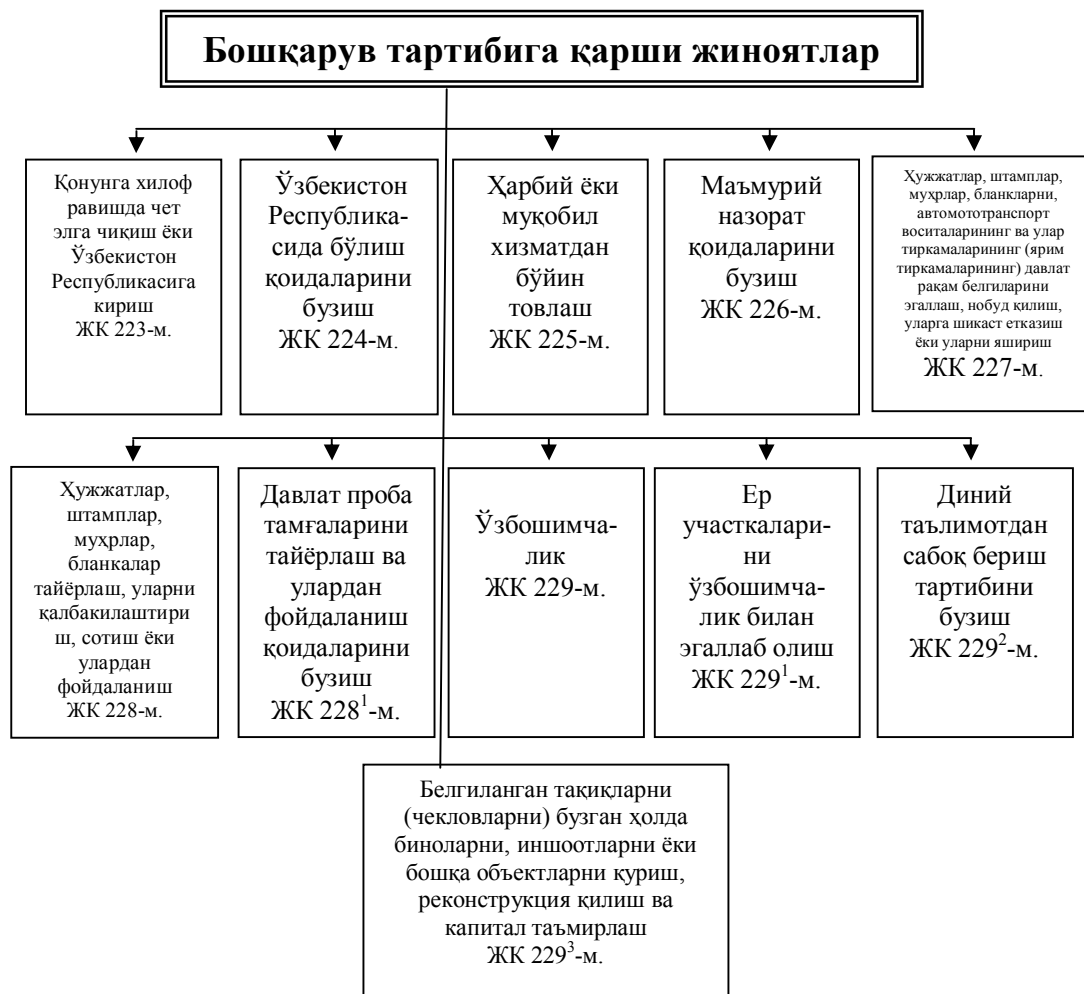 Бошқарув тартибига қарши жиноятлар
Қонунга хилоф
равишда чет
элга чиқиш ёки
Ўзбекистон
Республикасига
кириш
ЖК 223-м.
Ўзбекистон
Республика-
сида бўлиш
қоидаларини
бузиш
ЖК 224-м.
Ҳарбий ёки
муқобил
хизматдан
бўйин
товлаш
ЖК 225-м.
Маъмурий
назорат
қоидаларини
бузиш
ЖК 226-м.
Ҳужжатлар, штамплар,
муҳрлар, бланкларни,
автомототранспорт
воситаларининг ва улар
тиркамаларининг (ярим
тиркамаларининг) давлат
рақам белгиларини
эгаллаш, нобуд қилиш,
уларга шикаст етказиш
ёки уларни яшириш
ЖК 227-м.
Ҳужжатлар,
штамплар,
муҳрлар,
бланкалар
тайёрлаш, уларни
қалбакилаштири
ш, сотиш ёки
улардан
фойдаланиш
ЖК 228-м.
Давлат проба
тамғаларини
тайёрлаш ва
улардан
фойдаланиш
қоидаларини
бузиш
ЖК 228¹-м.
Ўзбошимча-
лик
ЖК 229-м.
Ер
участкалари-
ни
ўзбошимча-
лик билан
эгаллаб олиш
ЖК 229¹-м.
Диний
таълимотдан
сабоқ бериш
тартибини
бузиш
ЖК 229²-м.
Белгиланган тақиқларни
(чекловларни) бузган ҳолда
биноларни, иншоотларни ёки
бошқа объектларни қуриш,
реконструкция қилиш ва
капитал таъмирлаш
ЖК 229³-м.